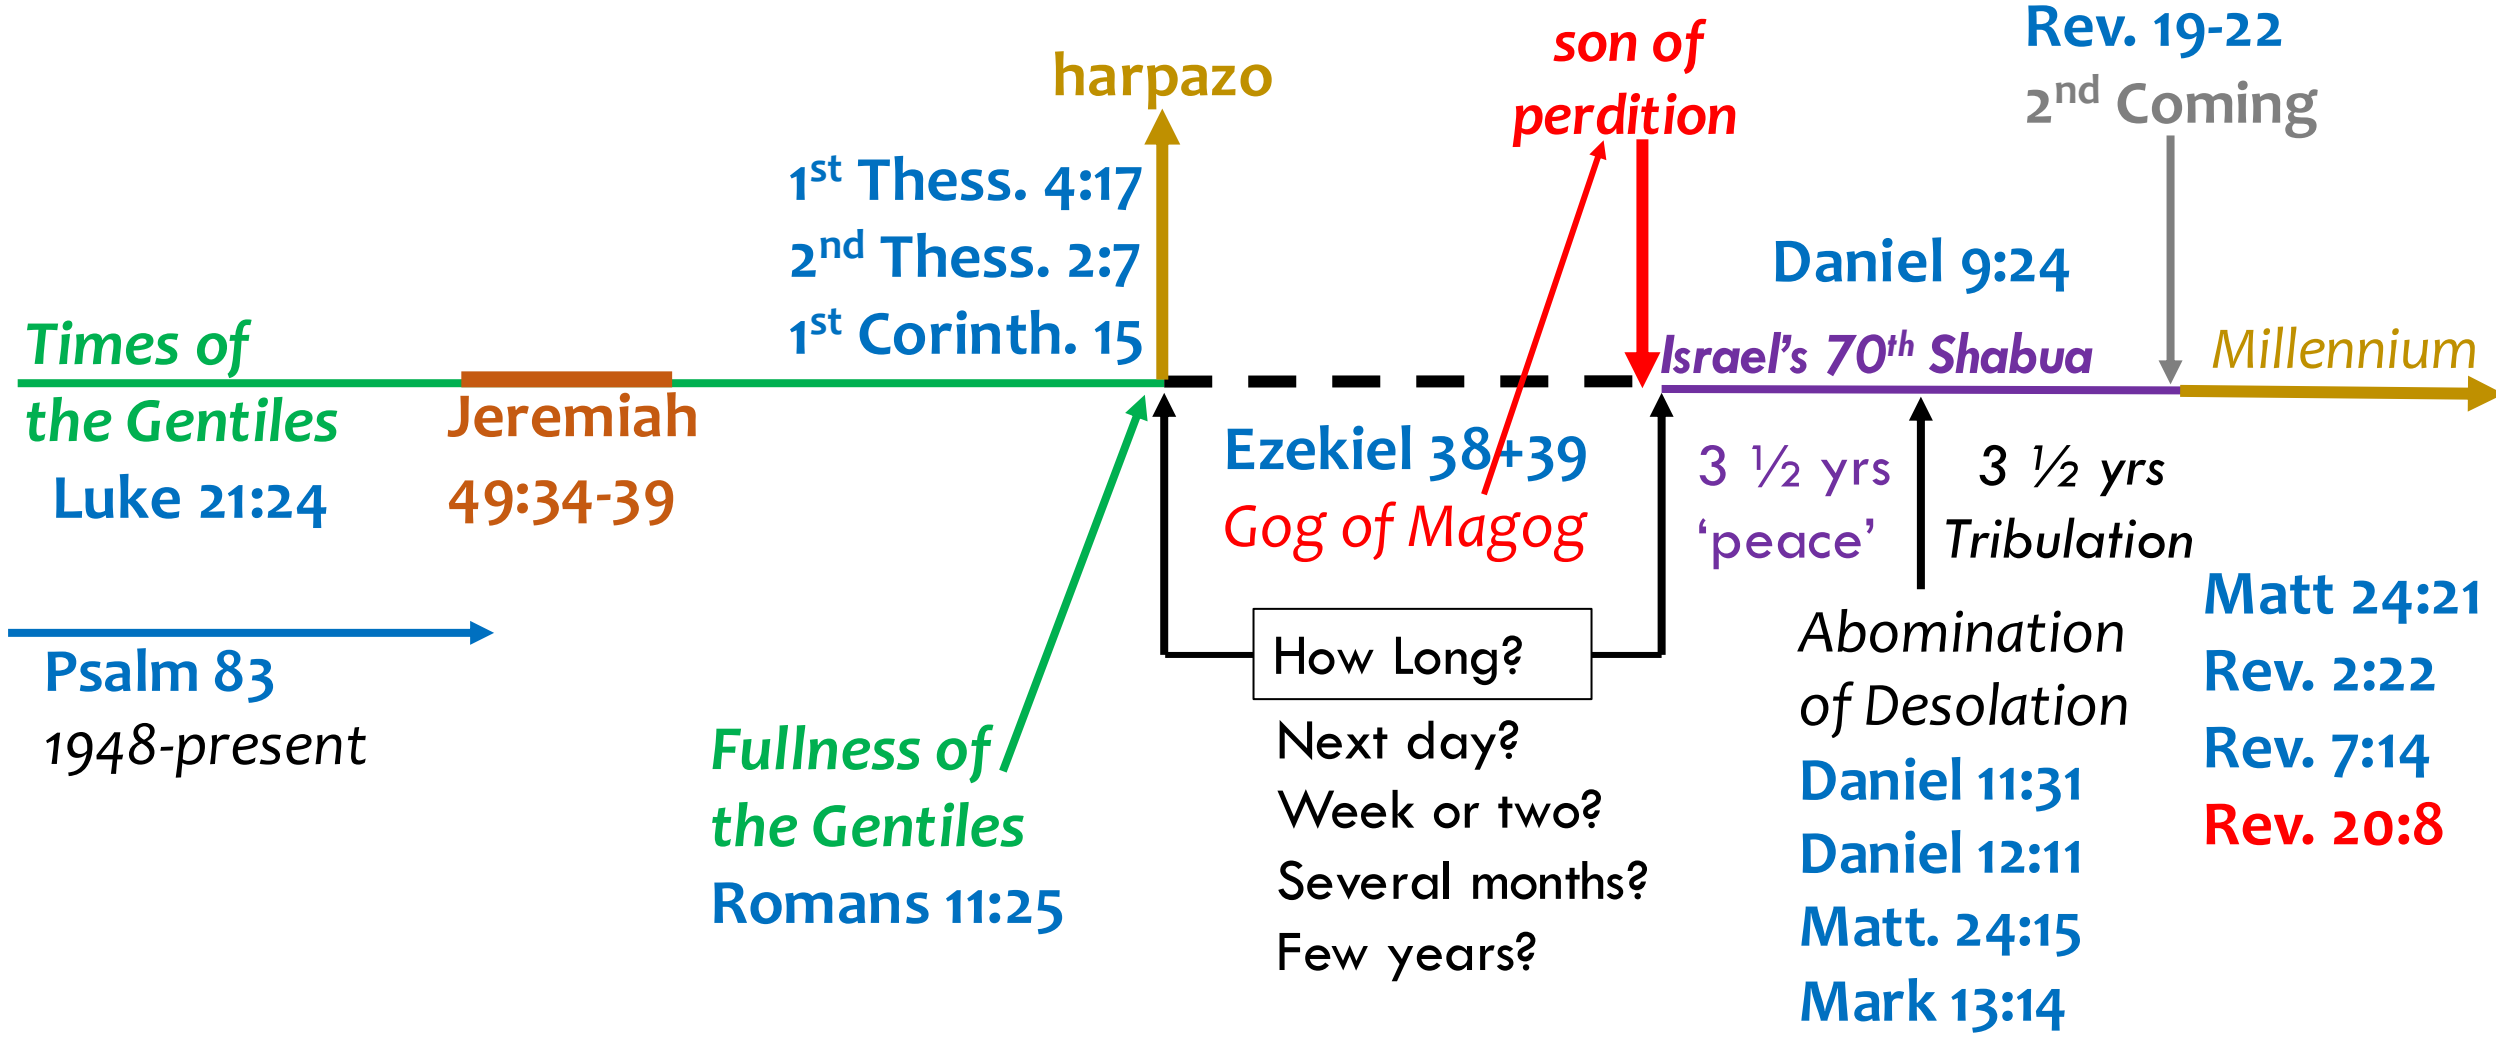 harpazo
1st Thess. 4:17
2nd Thess. 2:7
1st Corinth. 15
son of
perdition
Rev. 19-22
2nd Coming
Daniel 9:24
Times of
the Gentiles
Luke 21:24
Jeremiah
49:34-39
Ezekiel 38+39
Gog of Magog
Israel's 70th Shabua
Millennium
3 ½ yrs
'peace'
3 ½ yrs
Tribulation
Psalm 83
1948-present
Fullness of
the Gentiles
Romans 11:25
How Long?
Next day?
Week or two?
Several months?
Few years?
Abomination
of Desolation
Daniel 11:31
Daniel 12:11
Matt. 24:15
Mark 13:14
Matt 24:21
Rev. 2:22
Rev. 7:14
Rev. 20:8